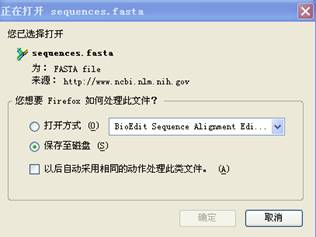 正在打开 sequences.fasta
您已选择打开
sequences.fasta
为： FASTA file
来源： http://www.ncbi.nlm.nih.gov
您想要 Firefox 如何处理此文件？
打开方式 (O) BioEdit Sequence Alignment Edi...
保存至磁盘 (S)
以后自动采用相同的动作处理此类文件。 (A)
确定 取消